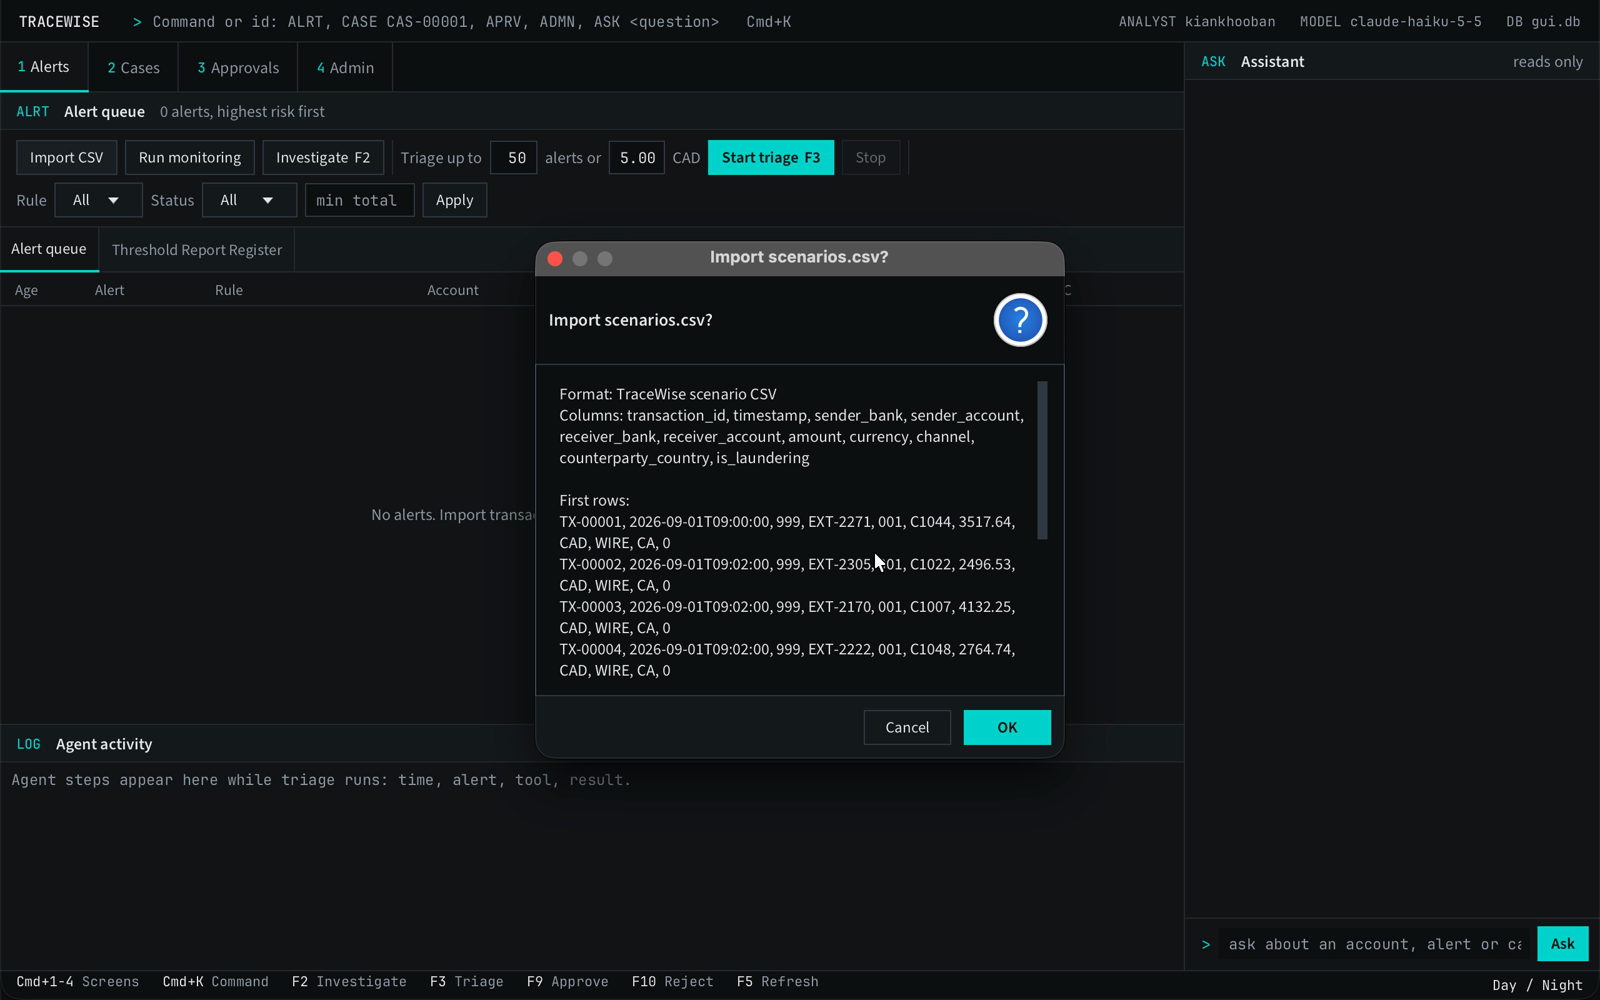 TRACEWISE > Command or id: ALRT, CASE CAS-00001, APRV, ADMN, ASK <question> Cmd+K ANALYST kiankhooban MODEL claude-haiku-5-5 DB gui.db
1 Alerts 2 Cases 3 Approvals 4 Admin
ASK Assistant reads only
ALRT Alert queue 0 alerts, highest risk first
Import CSV Run monitoring Investigate F2 Triage up to 50 alerts or 5.00 CAD Start triage F3 Stop
Rule All Status All min total Apply
Alert queue Threshold Report Register
Age Alert Rule Account
No alerts. Import
Import scenarios.csv?
Import scenarios.csv?
?
Format: TraceWise scenario CSV
Columns: transaction_id, timestamp, sender_bank, sender_account,
receiver_bank, receiver_account, amount, currency, channel,
counterparty_country, is_laundering
First rows:
TX-00001, 2026-09-01T09:00:00, 999, EXT-2271, 001, C1044, 3517.64,
CAD, WIRE, CA, 0
TX-00002, 2026-09-01T09:02:00, 999, EXT-2305, 001, C1022, 2496.53,
CAD, WIRE, CA, 0
TX-00003, 2026-09-01T09:02:00, 999, EXT-2170, 001, C1007, 4132.25,
CAD, WIRE, CA, 0
TX-00004, 2026-09-01T09:02:00, 999, EXT-2222, 001, C1048, 2764.74,
CAD, WIRE, CA, 0
Cancel OK
LOG Agent activity
Agent steps appear here while triage runs: time, alert, tool, result.
> ask about an account, alert or Ask
Cmd+1-4 Screens Cmd+K Command F2 Investigate F3 Triage F9 Approve F10 Reject F5 Refresh Day / Night